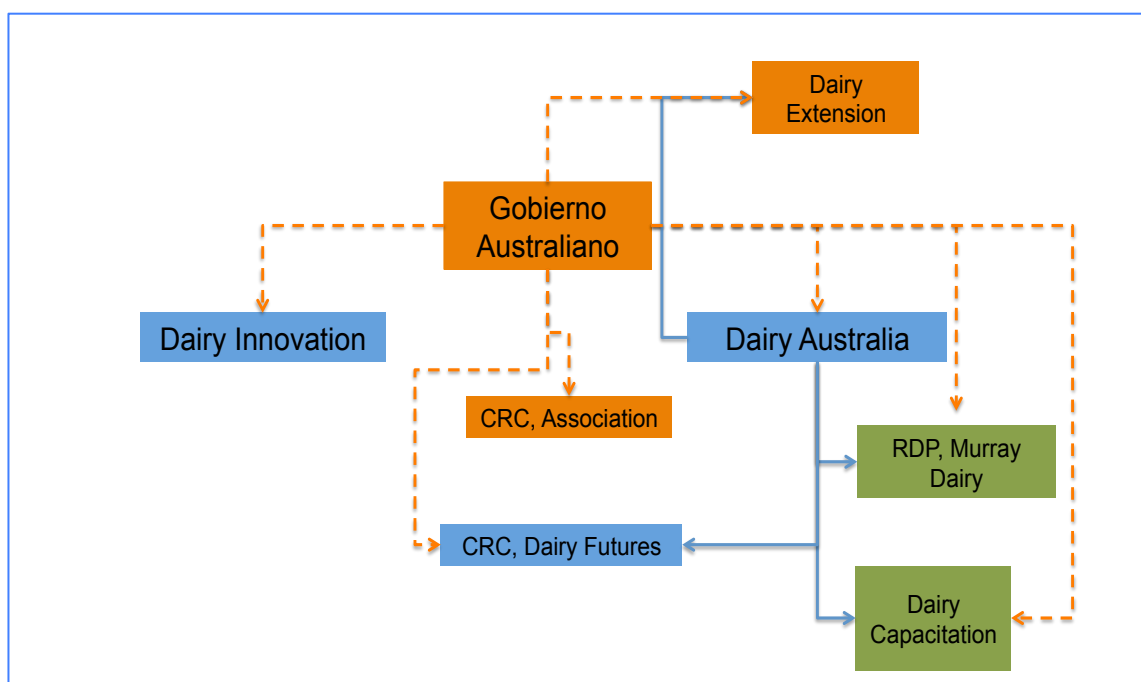 Dairy
Extension
Gobierno
Australiano
Dairy Innovation
Dairy Australia
CRC, Association
RDP, Murray
Dairy
CRC, Dairy Futures
Dairy
Capacitation